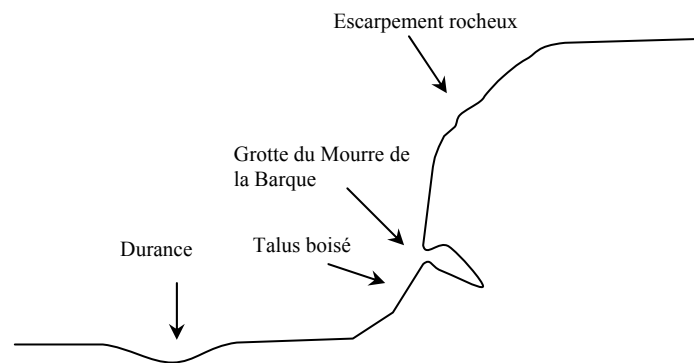 Escarpement rocheux
Grotte du Mourre de
la Barque
Durance
Talus boisé